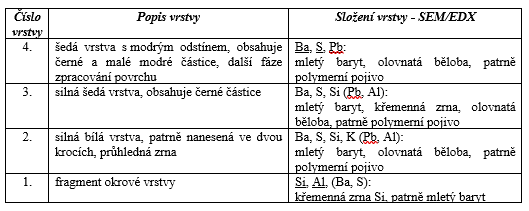 Číslo vrstvy
Popis vrstvy
Složení vrstvy - SEM/EDX
4.
šedá vrstva s modrým odstínem, obsahuje
černé a malé modré částice, další fáze
zpracování povrchu
Ba, S, Pb:
mletý baryt, olovnatá běloba, patrně
polymerní pojivo
3.
silná šedá vrstva, obsahuje černé částice
Ba, S, Si (Pb, Al):
mletý baryt, křemenná zrna, olovnatá
běloba, patrně polymerní pojivo
2.
silná bílá vrstva, patrně nanesená ve dvou
krocích, průhledná zrna
Ba, S, Si, K (Pb, Al):
mletý baryt, olovnatá běloba, patrně
polymerní pojivo
1.
fragment okrové vrstvy
Si, Al, (Ba, S):
křemenná zrna Si, patrně mletý baryt